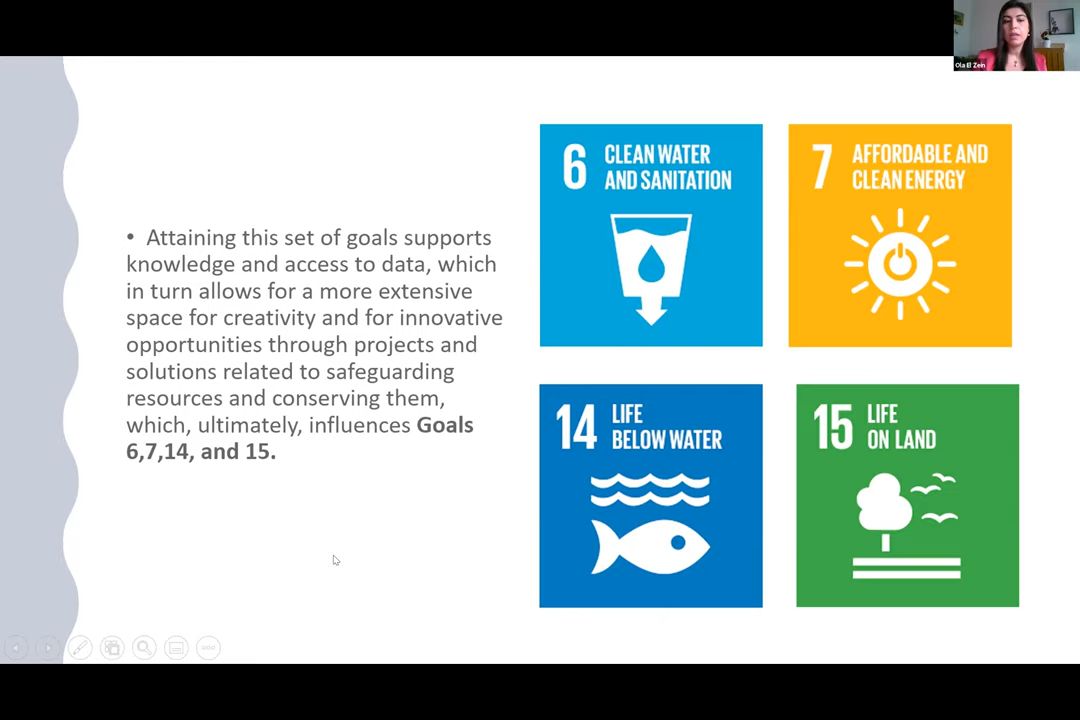 Ola El Zein
• Attaining this set of goals supports
knowledge and access to data, which
in turn allows for a more extensive
space for creativity and for innovative
opportunities through projects and
solutions related to safeguarding
resources and conserving them,
which, ultimately, influences Goals
6,7,14, and 15.
6 CLEAN WATER
AND SANITATION
7 AFFORDABLE AND
CLEAN ENERGY
14 LIFE
BELOW WATER
15 LIFE
ON LAND